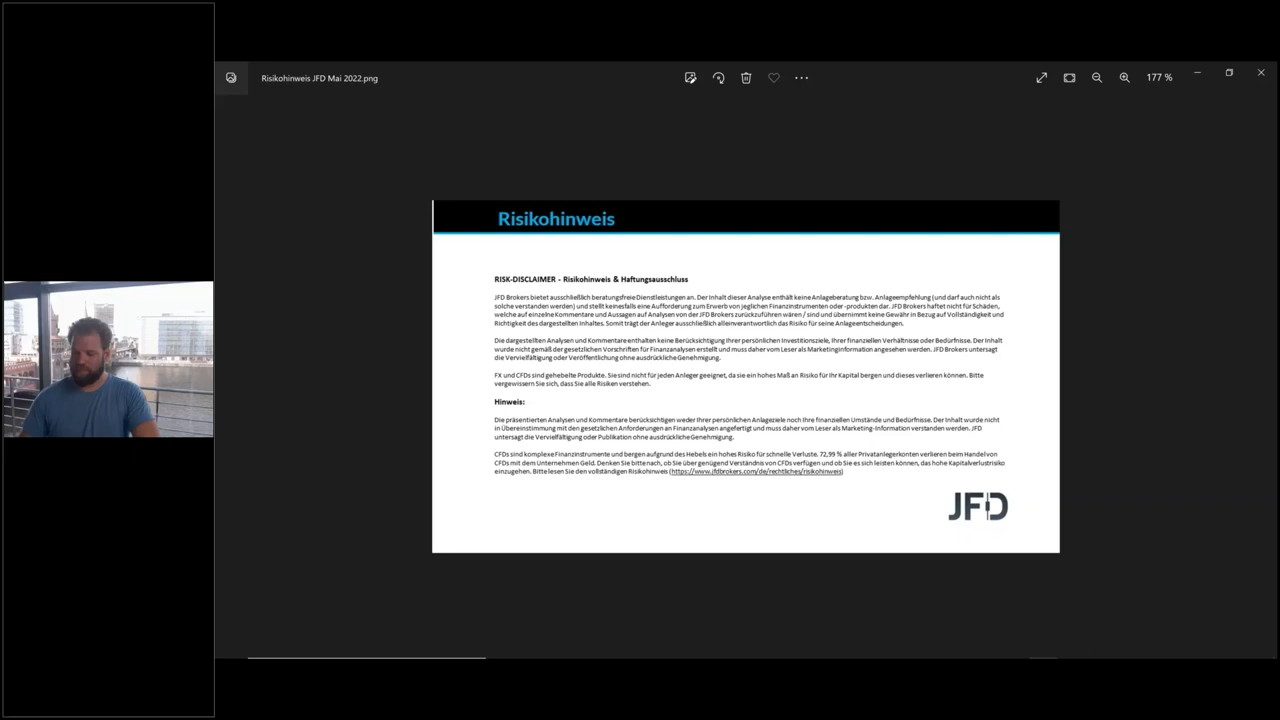 Risikohinweis JFD Mai 2022.png
177 %
Risikohinweis
RISK-DISCLAIMER - Risikohinweis & Haftungsausschluss
JFD Brokers bietet ausschließlich beratungsfreie Dienstleistungen an. Der Inhalt dieser Analyse enthält keine Anlageberatung bzw. Anlageempfehlung (und darf auch nicht als
solche verstanden werden) und stellt keinesfalls eine Aufforderung zum Erwerb von jeglichen Finanzinstrumenten oder -produkten dar. JFD Brokers haftet nicht für Schäden,
welche auf einzelne Kommentare und Aussagen auf Analysen von der JFD Brokers zurückzuführen wären / sind und übernimmt keine Gewähr in Bezug auf Vollständigkeit und
Richtigkeit des dargestellten Inhaltes. Somit trägt der Anleger ausschließlich alleinverantwortlich das Risiko für seine Anlageentscheidungen.
Die dargestellten Analysen und Kommentare enthalten keine Berücksichtigung Ihrer persönlichen Investitionsziele, Ihrer finanziellen Verhältnisse oder Bedürfnisse. Der Inhalt
wurde nicht gemäß der gesetzlichen Vorschriften für Finanzanalysen erstellt und muss daher vom Leser als Marketinginformation angesehen werden. JFD Brokers untersagt
die Vervielfältigung oder Veröffentlichung ohne ausdrückliche Genehmigung.
FX und CFDs sind gehebelte Produkte. Sie sind nicht für jeden Anleger geeignet, da sie ein hohes Maß an Risiko für Ihr Kapital bergen und dieses verlieren können. Bitte
vergewissern Sie sich, dass Sie alle Risiken verstehen.
Hinweis:
Die präsentierten Analysen und Kommentare berücksichtigen weder Ihrer persönlichen Anlageziele noch Ihre finanziellen Umstände und Bedürfnisse. Der Inhalt wurde nicht
in Übereinstimmung mit den gesetzlichen Anforderungen an Finanzanalysen angefertigt und muss daher vom Leser als Marketing-Information verstanden werden. JFD
untersagt die Vervielfältigung oder Publikation ohne ausdrückliche Genehmigung.
CFDs sind komplexe Finanzinstrumente und bergen aufgrund des Hebels ein hohes Risiko für schnelle Verluste. 72,99 % aller Privatanlegerkonten verlieren beim Handel von
CFDs mit dem Unternehmen Geld. Denken Sie bitte nach, ob Sie über genügend Verständnis von CFDs verfügen und ob Sie es sich leisten können, das hohe Kapitalverlustrisiko
einzugehen. Bitte lesen Sie den vollständigen Risikohinweis (https://www.jfdbrokers.com/de/rechtliches/risikohinweis)
JFD